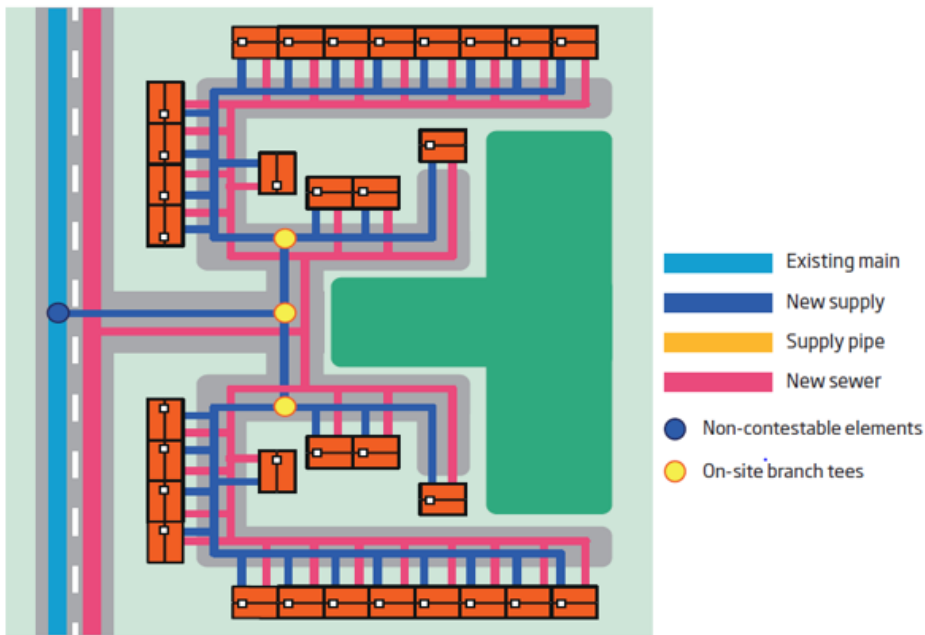 Existing main
New supply
Supply pipe
New sewer
Non-contestable elements
On-site branch tees